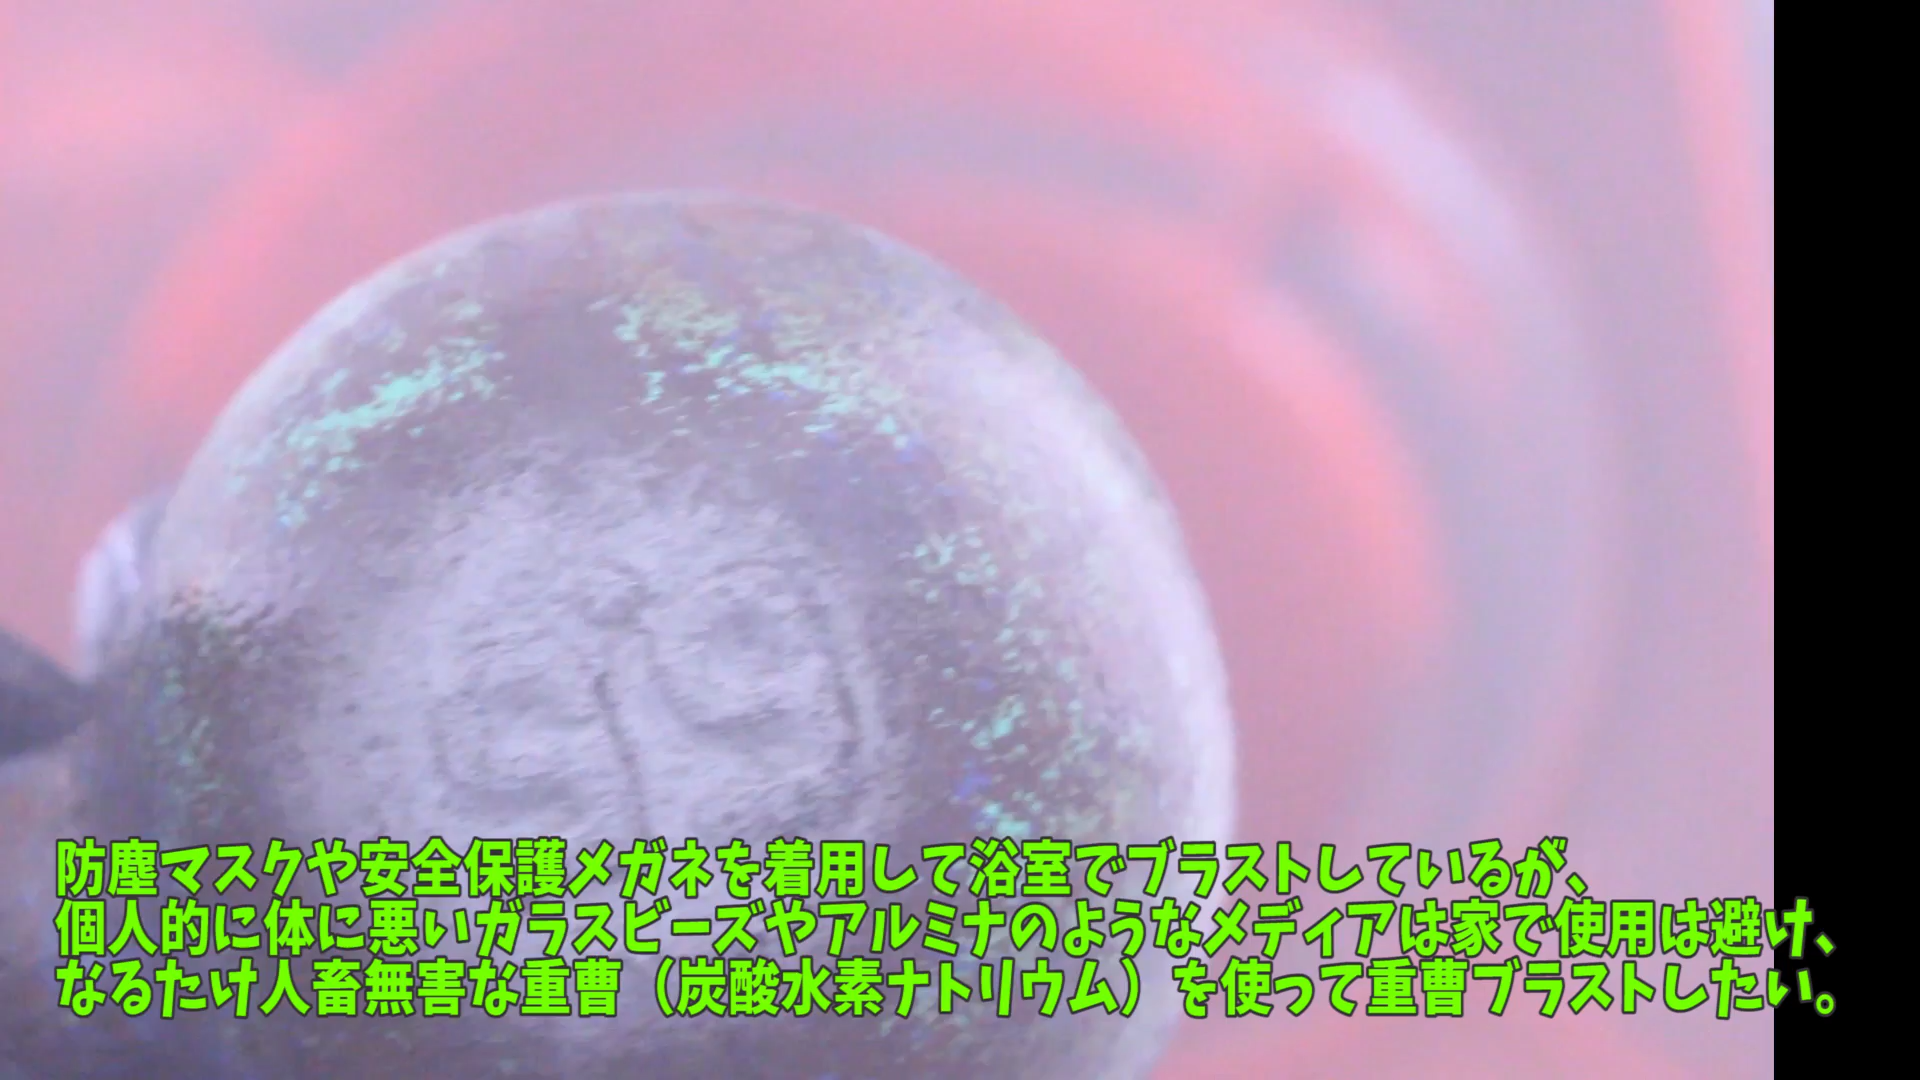 防塵マスクや安全保護メガネを着用して浴室でブラストしているが、
個人的に体に悪いガラスビーズやアルミナのようなメディアは家で使用は避け、
なるたけ人畜無害な重曹（炭酸水素ナトリウム）を使って重曹ブラストしたい。